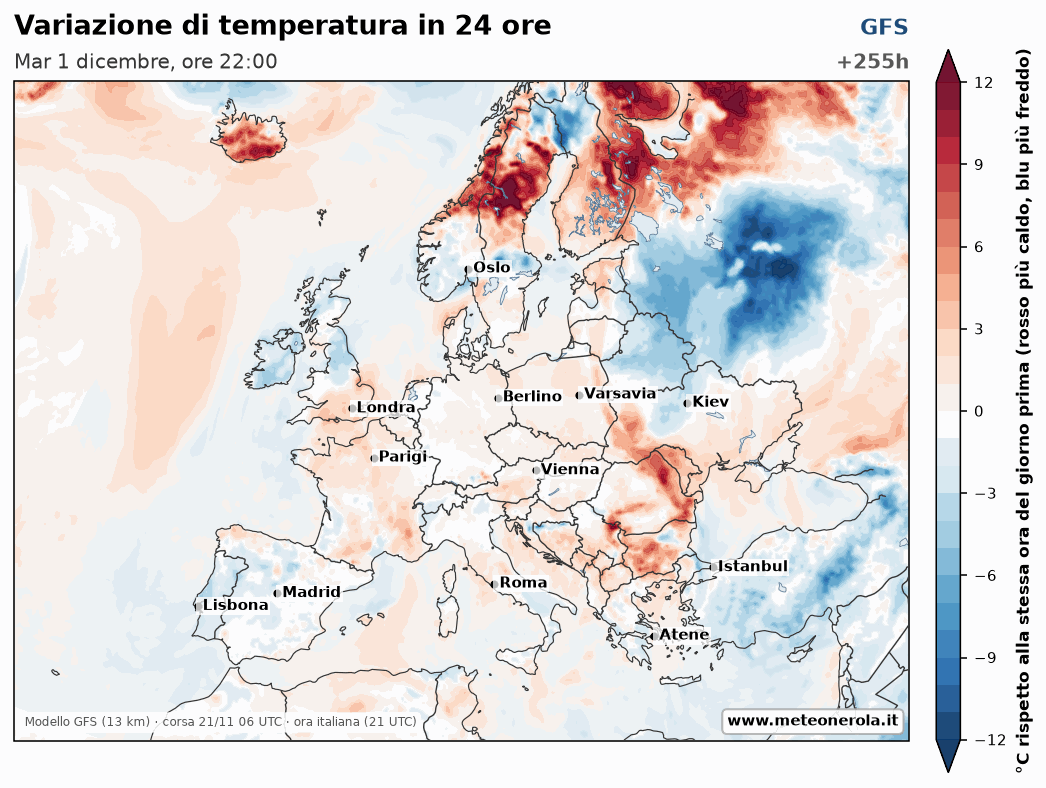 Variazione di temperatura in 24 ore
GFS
Mar 1 dicembre, ore 22:00
+255h
Oslo
Londra
Berlino
Varsavia
Kiev
Parigi
Vienna
Istanbul
Madrid
Lisbona
Roma
Atene
Modello GFS (13 km) · corsa 21/11 06 UTC · ora italiana (21 UTC)
www.meteonerola.it
12
9
6
3
0
−3
−6
−9
−12
°C rispetto alla stessa ora del giorno prima (rosso più caldo, blu più freddo)